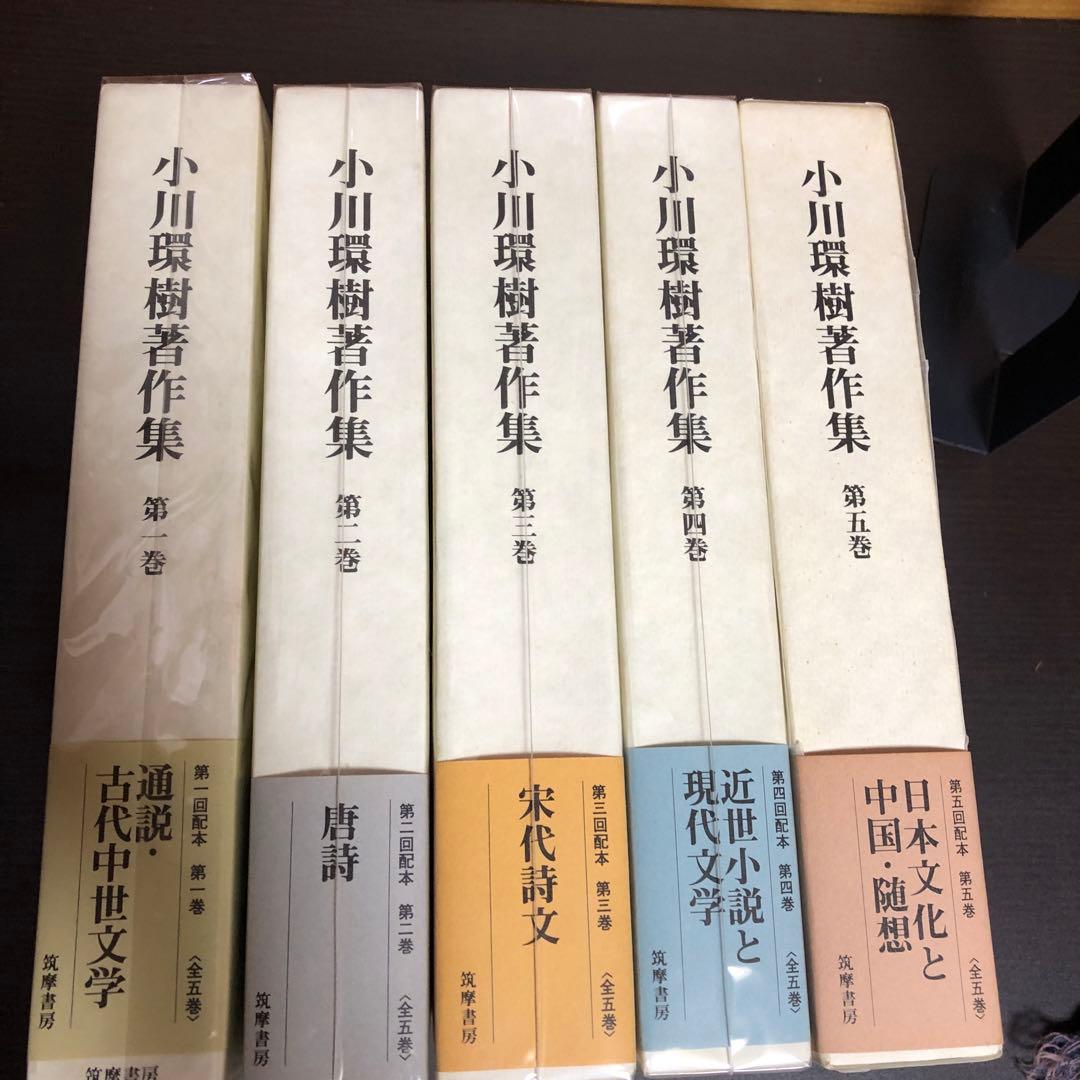 小川環樹著作集 第一巻
第一回配本 第一巻 〈全五巻〉
通説・
古代中世文学
筑摩書房
筑摩書房
小川環樹著作集 第二巻
第二回配本 第二巻 〈全五巻〉
唐詩
筑摩書房
小川環樹著作集 第三巻
第三回配本 第三巻 〈全五巻〉
宋代詩文
筑摩書房
小川環樹著作集 第四巻
第四回配本 第四巻 〈全五巻〉
近世小説と
現代文学
筑摩書房
小川環樹著作集 第五巻
第五回配本 第五巻 〈全五巻〉
日本文化と
中国・随想
筑摩書房